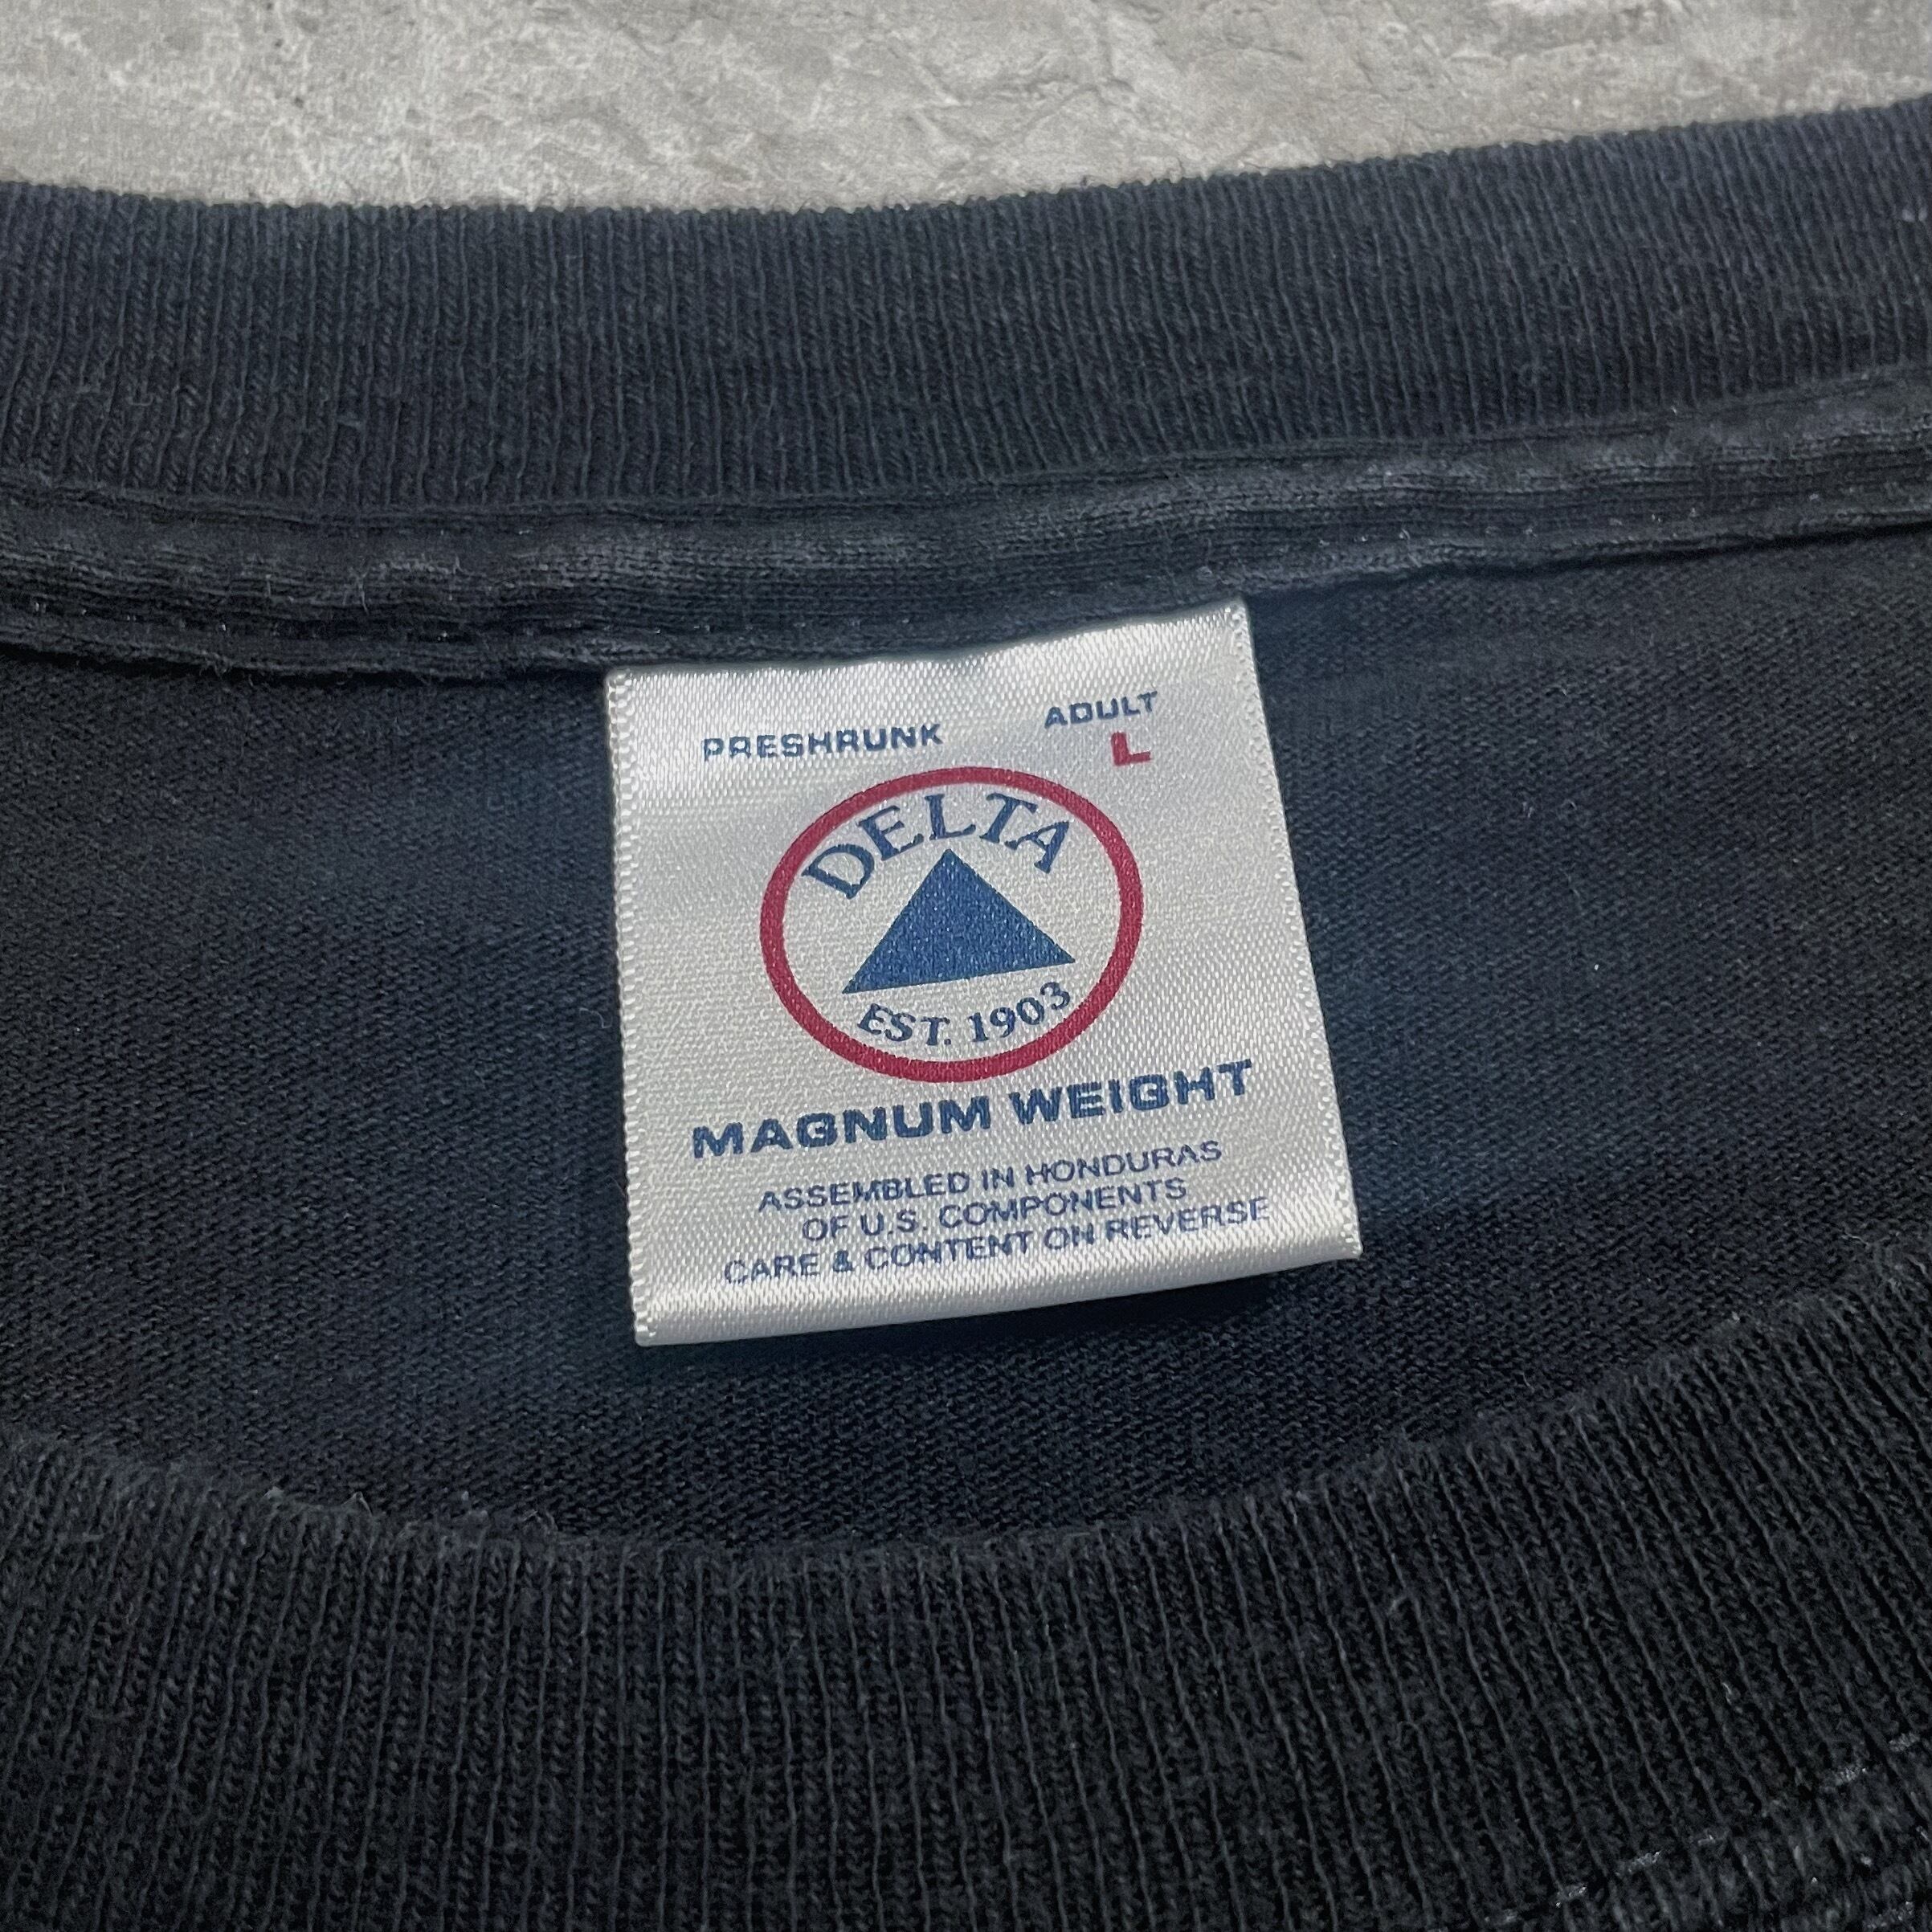 PRESHRUNK
ADULT
L
DELTA
EST. 1903
MAGNUM WEIGHT
ASSEMBLED IN HONDURAS
OF U.S. COMPONENTS
CARE & CONTENT ON REVERSE